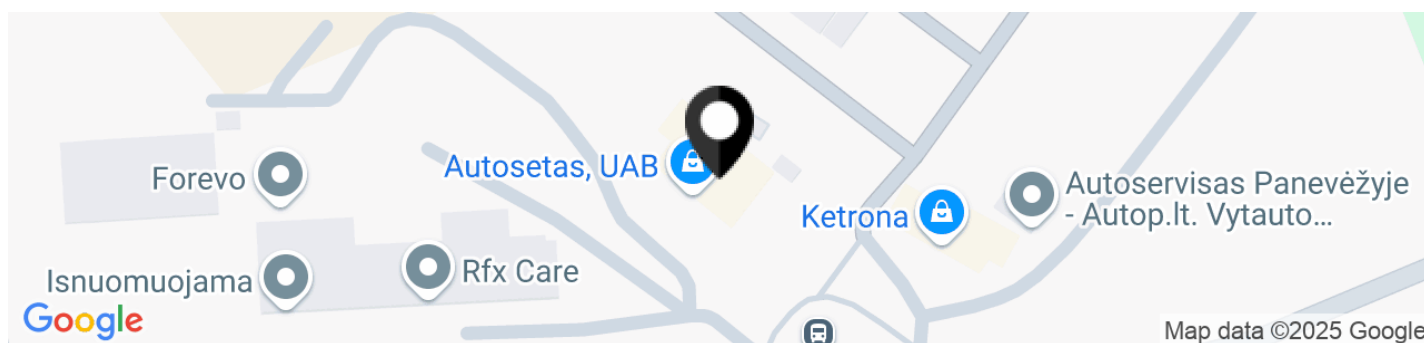 Forevo
Autosetas, UAB
Ketrona
Autoservisas Panevėžyje
- Autop.lt. Vytauto...
Isnuomuojama
Rfx Care
Google
Map data ©2025 Google